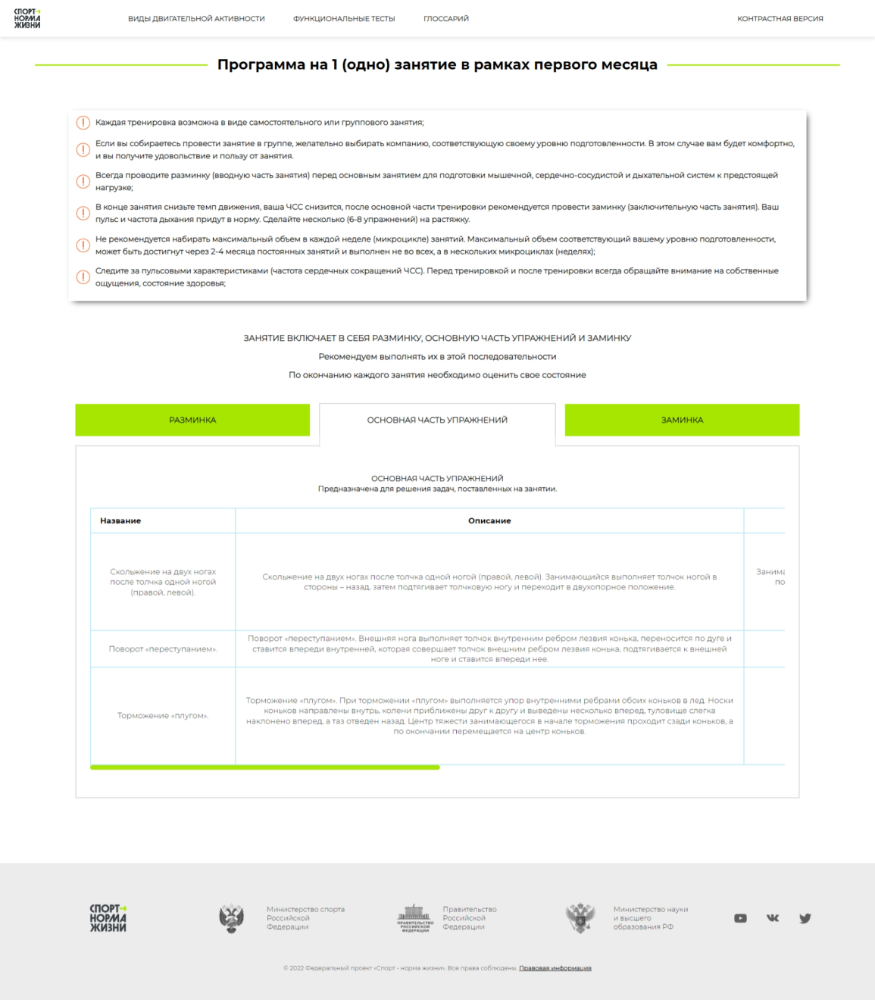 СПОРТ
НОРМА
ЖИЗНИ
ВИДЫ ДВИГАТЕЛЬНОЙ АКТИВНОСТИ
ФУНКЦИОНАЛЬНЫЕ ТЕСТЫ
ГЛОССАРИЙ
КОНТРАСТНАЯ ВЕРСИЯ
Программа на 1 (одно) занятие в рамках первого месяца
Каждая тренировка возможна в виде самостоятельного или группового занятия;
Если вы собираетесь провести занятие в группе, желательно выбирать компанию, соответствующую своему уровню подготовленности. В этом случае вам будет комфортно,
и вы получите удовольствие и пользу от занятия.
Всегда проводите разминку (вводную часть занятия) перед основным занятием для подготовки мышечной, сердечно-сосудистой и дыхательной систем к предстоящей
нагрузке;
В конце занятия снизьте темп движения, ваша ЧСС снизится, после основной части тренировки рекомендуется провести заминку (заключительную часть занятия). Ваш
пульс и частота дыхания придут в норму. Сделайте несколько (6-8 упражнений) на растяжку.
Не рекомендуется набирать максимальный объем в каждой неделе (микроцикле) занятий. Максимальный объем соответствующий вашему уровню подготовленности,
может быть достигнут через 2-4 месяца постоянных занятий и выполнен не во всех, а в нескольких микроциклах (неделях);
Следите за пульсовыми характеристиками (частота сердечных сокращений ЧСС). Перед тренировкой и после тренировки всегда обращайте внимание на собственные
ощущения, состояние здоровья;
ЗАНЯТИЕ ВКЛЮЧАЕТ В СЕБЯ РАЗМИНКУ, ОСНОВНУЮ ЧАСТЬ УПРАЖНЕНИЙ И ЗАМИНКУ
Рекомендуем выполнять их в этой последовательности
По окончанию каждого занятия необходимо оценить свое состояние
РАЗМИНКА
ОСНОВНАЯ ЧАСТЬ УПРАЖНЕНИЙ
ЗАМИНКА
ОСНОВНАЯ ЧАСТЬ УПРАЖНЕНИЙ
Предназначена для решения задач, поставленных на занятии.
Название
Описание
Скольжение на двух ногах
после толчка одной ногой
(правой, левой).
Скольжение на двух ногах после толчка одной ногой (правой, левой). Занимающийся выполняет толчок ногой в
стороны – назад, затем подтягивает толчковую ногу и переходит в двухопорное положение.
Занима
по
Поворот «переступанием».
Поворот «переступанием». Внешняя нога выполняет толчок внутренним ребром лезвия конька, переносится по дуге и
ставится впереди внутренней, которая совершает толчок внешним ребром лезвия конька, подтягивается к внешней
ноге и ставится впереди нее.
Торможение «плугом».
Торможение «плугом». При торможении «плугом» выполняется упор внутренними ребрами обоих коньков в лед. Носки
коньков направлены внутрь, колени приближены друг к другу и выведены несколько вперед, туловище слегка
наклонено вперед, а таз отведен назад. Центр тяжести занимающегося в начале торможения проходит сзади коньков, а
по окончании перемещается на центр коньков.
СПОРТ
НОРМА
ЖИЗНИ
Министерство спорта
Российской
Федерации
ПРАВИТЕЛЬСТВО
РОССИЙСКОЙ
ФЕДЕРАЦИИ
Правительство
Российской
Федерации
Министерство науки
и высшего
образования РФ
© 2022 Федеральный проект «Спорт - норма жизни». Все права соблюдены. Правовая информация